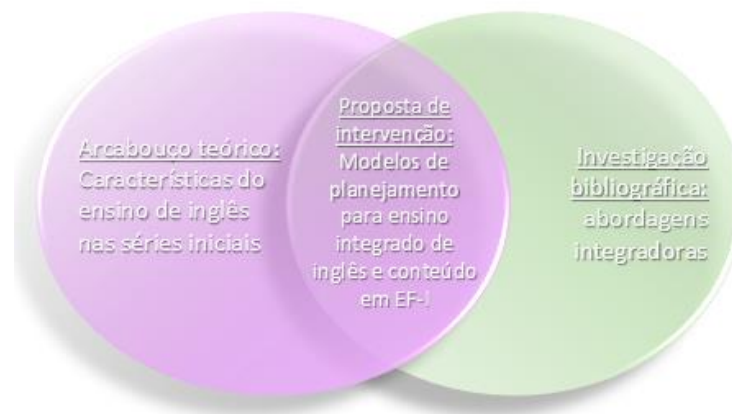 Arcabouço teórico:
Características do
ensino de inglês
nas séries iniciais
Proposta de
intervenção:
Modelos de
planejamento
para ensino
integrado de
inglês e conteúdo
em EF-I
Investigação
bibliográfica:
abordagens
integradoras